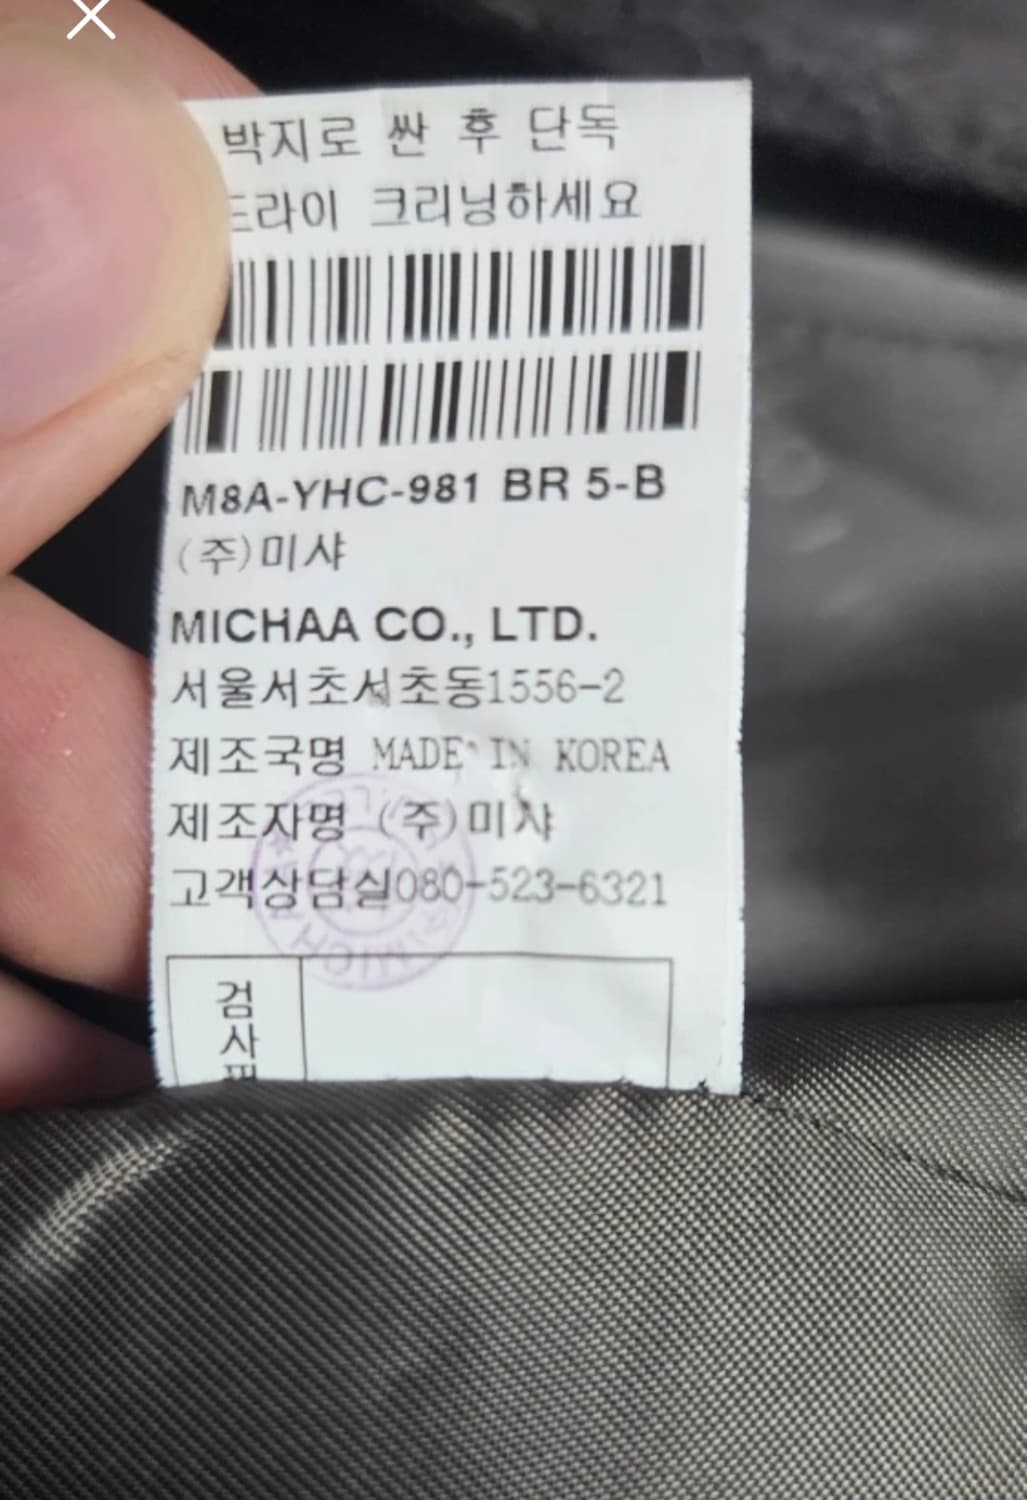 박지로 싼 후 단독
드라이 크리닝하세요
M8A-YHC-981 BR 5-B
(주)미샤
MICHAA CO., LTD.
서울서초서초동1556-2
제조국명 MADE IN KOREA
제조자명 (주)미샤
고객상담실080-523-6321
검
사